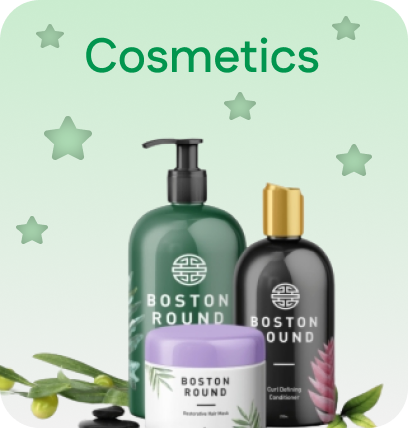 Cosmetics
BOSTON
ROUND
BOSTON
ROUND
Curl Defining
Conditioner
BOSTON
ROUND
Restorative Hair Mask